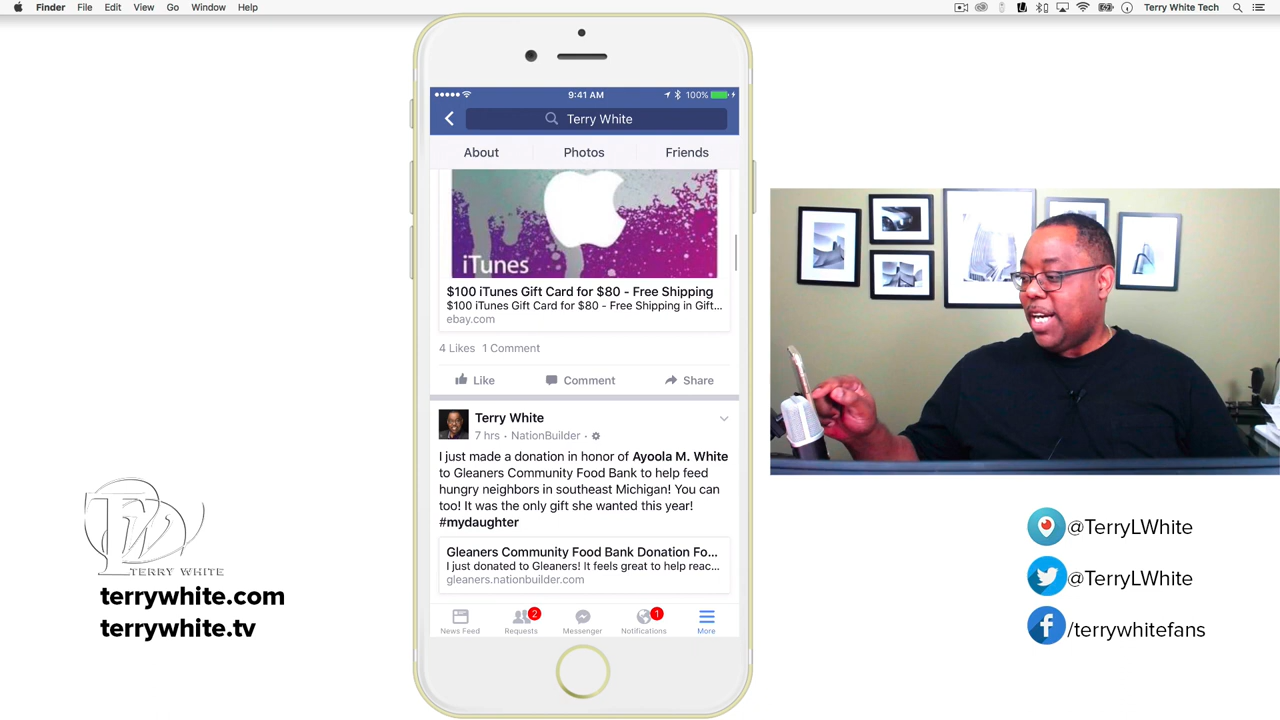 Finder File Edit View Go Window Help
Terry White Tech
9:41 AM
100%
Terry White
About Photos Friends
iTunes
$100 iTunes Gift Card for $80 - Free Shipping
$100 iTunes Gift Card for $80 - Free Shipping in Gift...
ebay.com
4 Likes 1 Comment
Like Comment Share
Terry White
7 hrs • NationBuilder •
I just made a donation in honor of Ayoola M. White
to Gleaners Community Food Bank to help feed
hungry neighbors in southeast Michigan! You can
too! It was the only gift she wanted this year!
#mydaughter
Gleaners Community Food Bank Donation Fo...
I just donated to Gleaners! It feels great to help reac...
gleaners.nationbuilder.com
2
1
News Feed Requests Messenger Notifications More
TW
TERRY WHITE
terrywhite.com
terrywhite.tv
@TerryLWhite
@TerryLWhite
/terrywhitefans